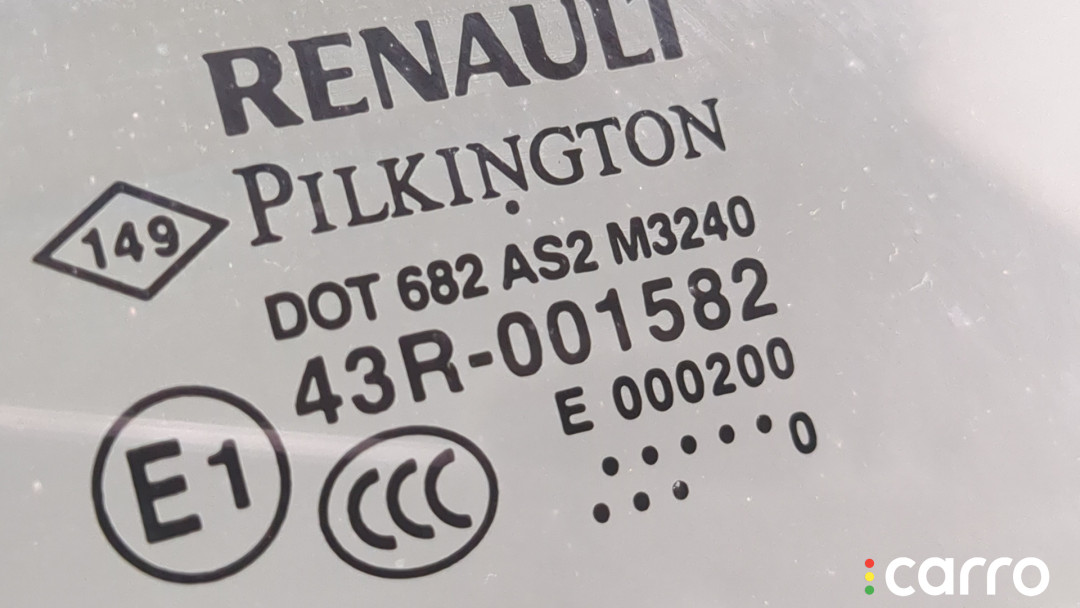 RENAULT
PILKINGTON
149
DOT 682 AS2 M3240
43R-001582
E 000200
E1
CCC
..... 0
...
carro